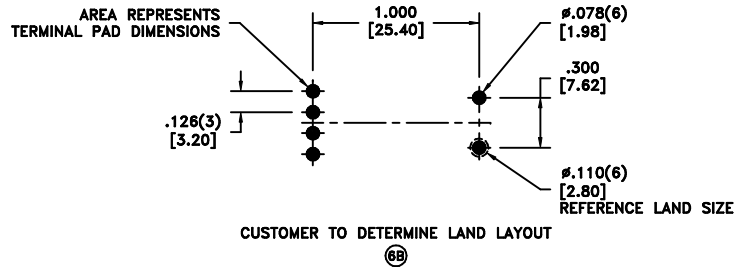 AREA REPRESENTS
TERMINAL PAD DIMENSIONS
1.000
[25.40]
ø.078(6)
[1.98]
.300
[7.62]
.126(3)
[3.20]
ø.110(6)
[2.80]
REFERENCE LAND SIZE
CUSTOMER TO DETERMINE LAND LAYOUT
6B